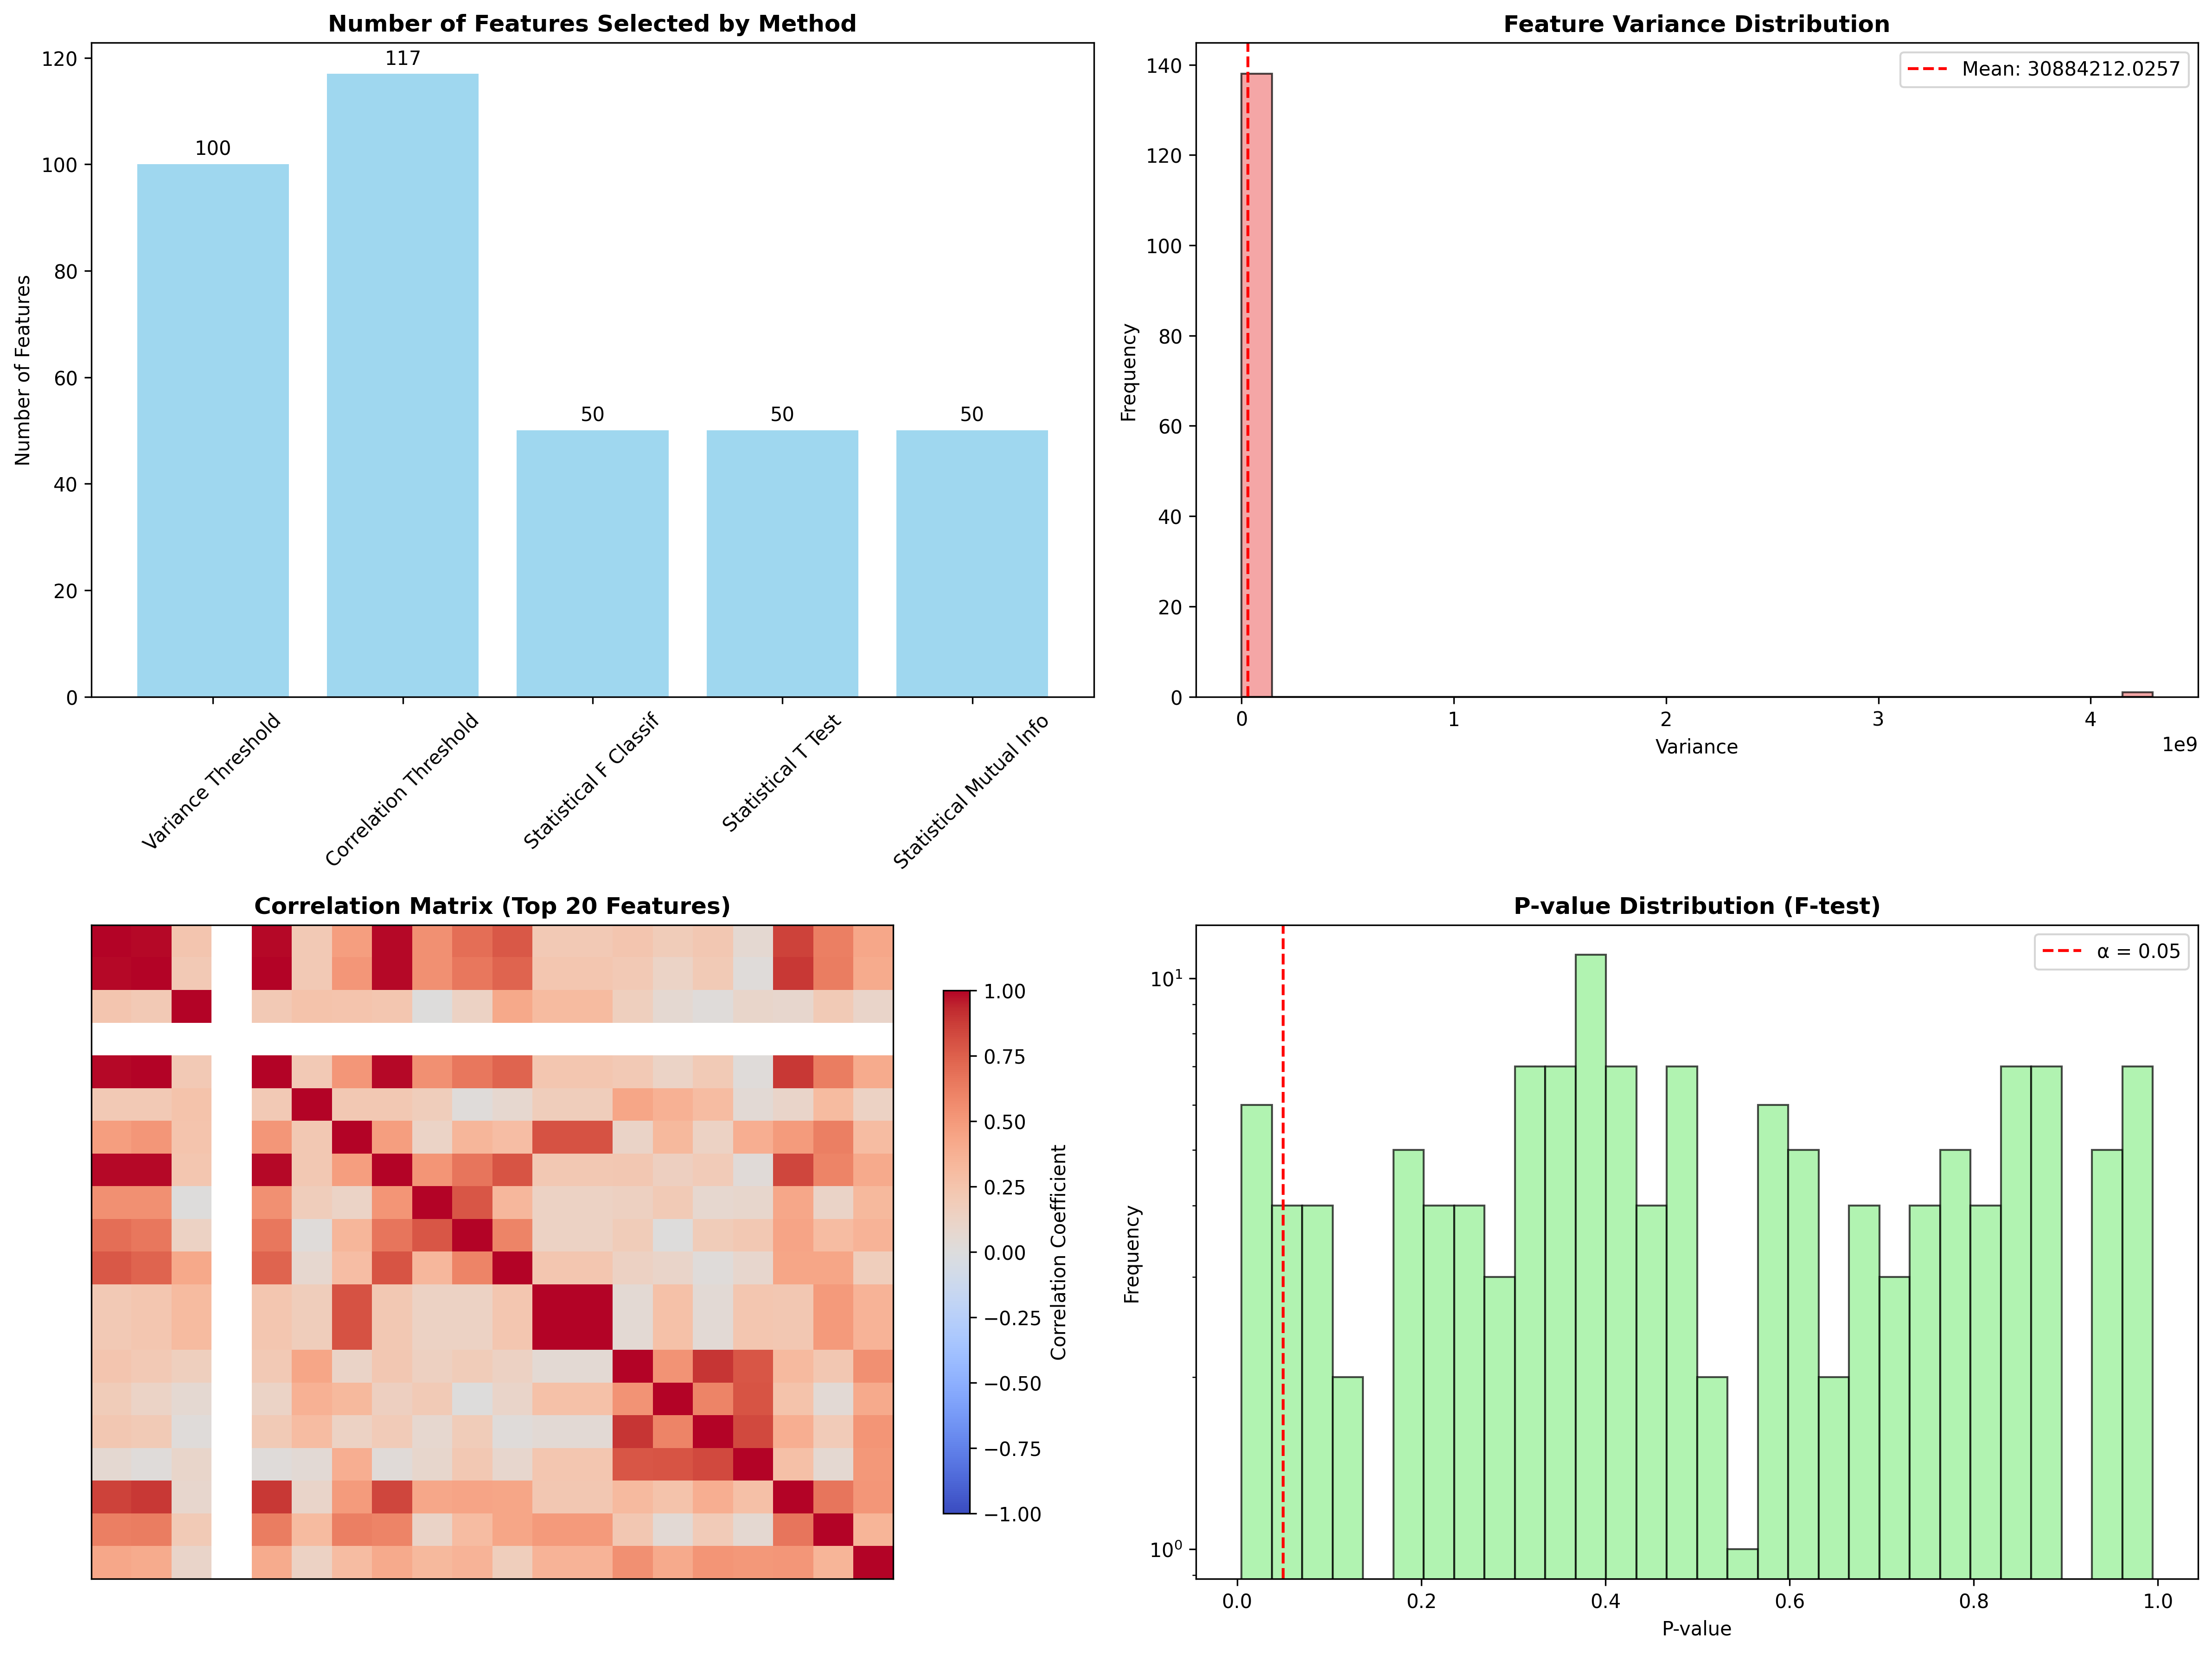 Number of Features Selected by Method
120
100
80
60
40
20
0
Number of Features
100
117
50
50
50
Variance Threshold
Correlation Threshold
Statistical F Classif
Statistical T Test
Statistical Mutual Info
Feature Variance Distribution
Mean: 30884212.0257
140
120
100
80
60
40
20
0
Frequency
0
1
2
3
4
1e9
Variance
Correlation Matrix (Top 20 Features)
1.00
0.75
0.50
0.25
0.00
−0.25
−0.50
−0.75
−1.00
Correlation Coefficient
P-value Distribution (F-test)
α = 0.05
10¹
10⁰
Frequency
0.0
0.2
0.4
0.6
0.8
1.0
P-value